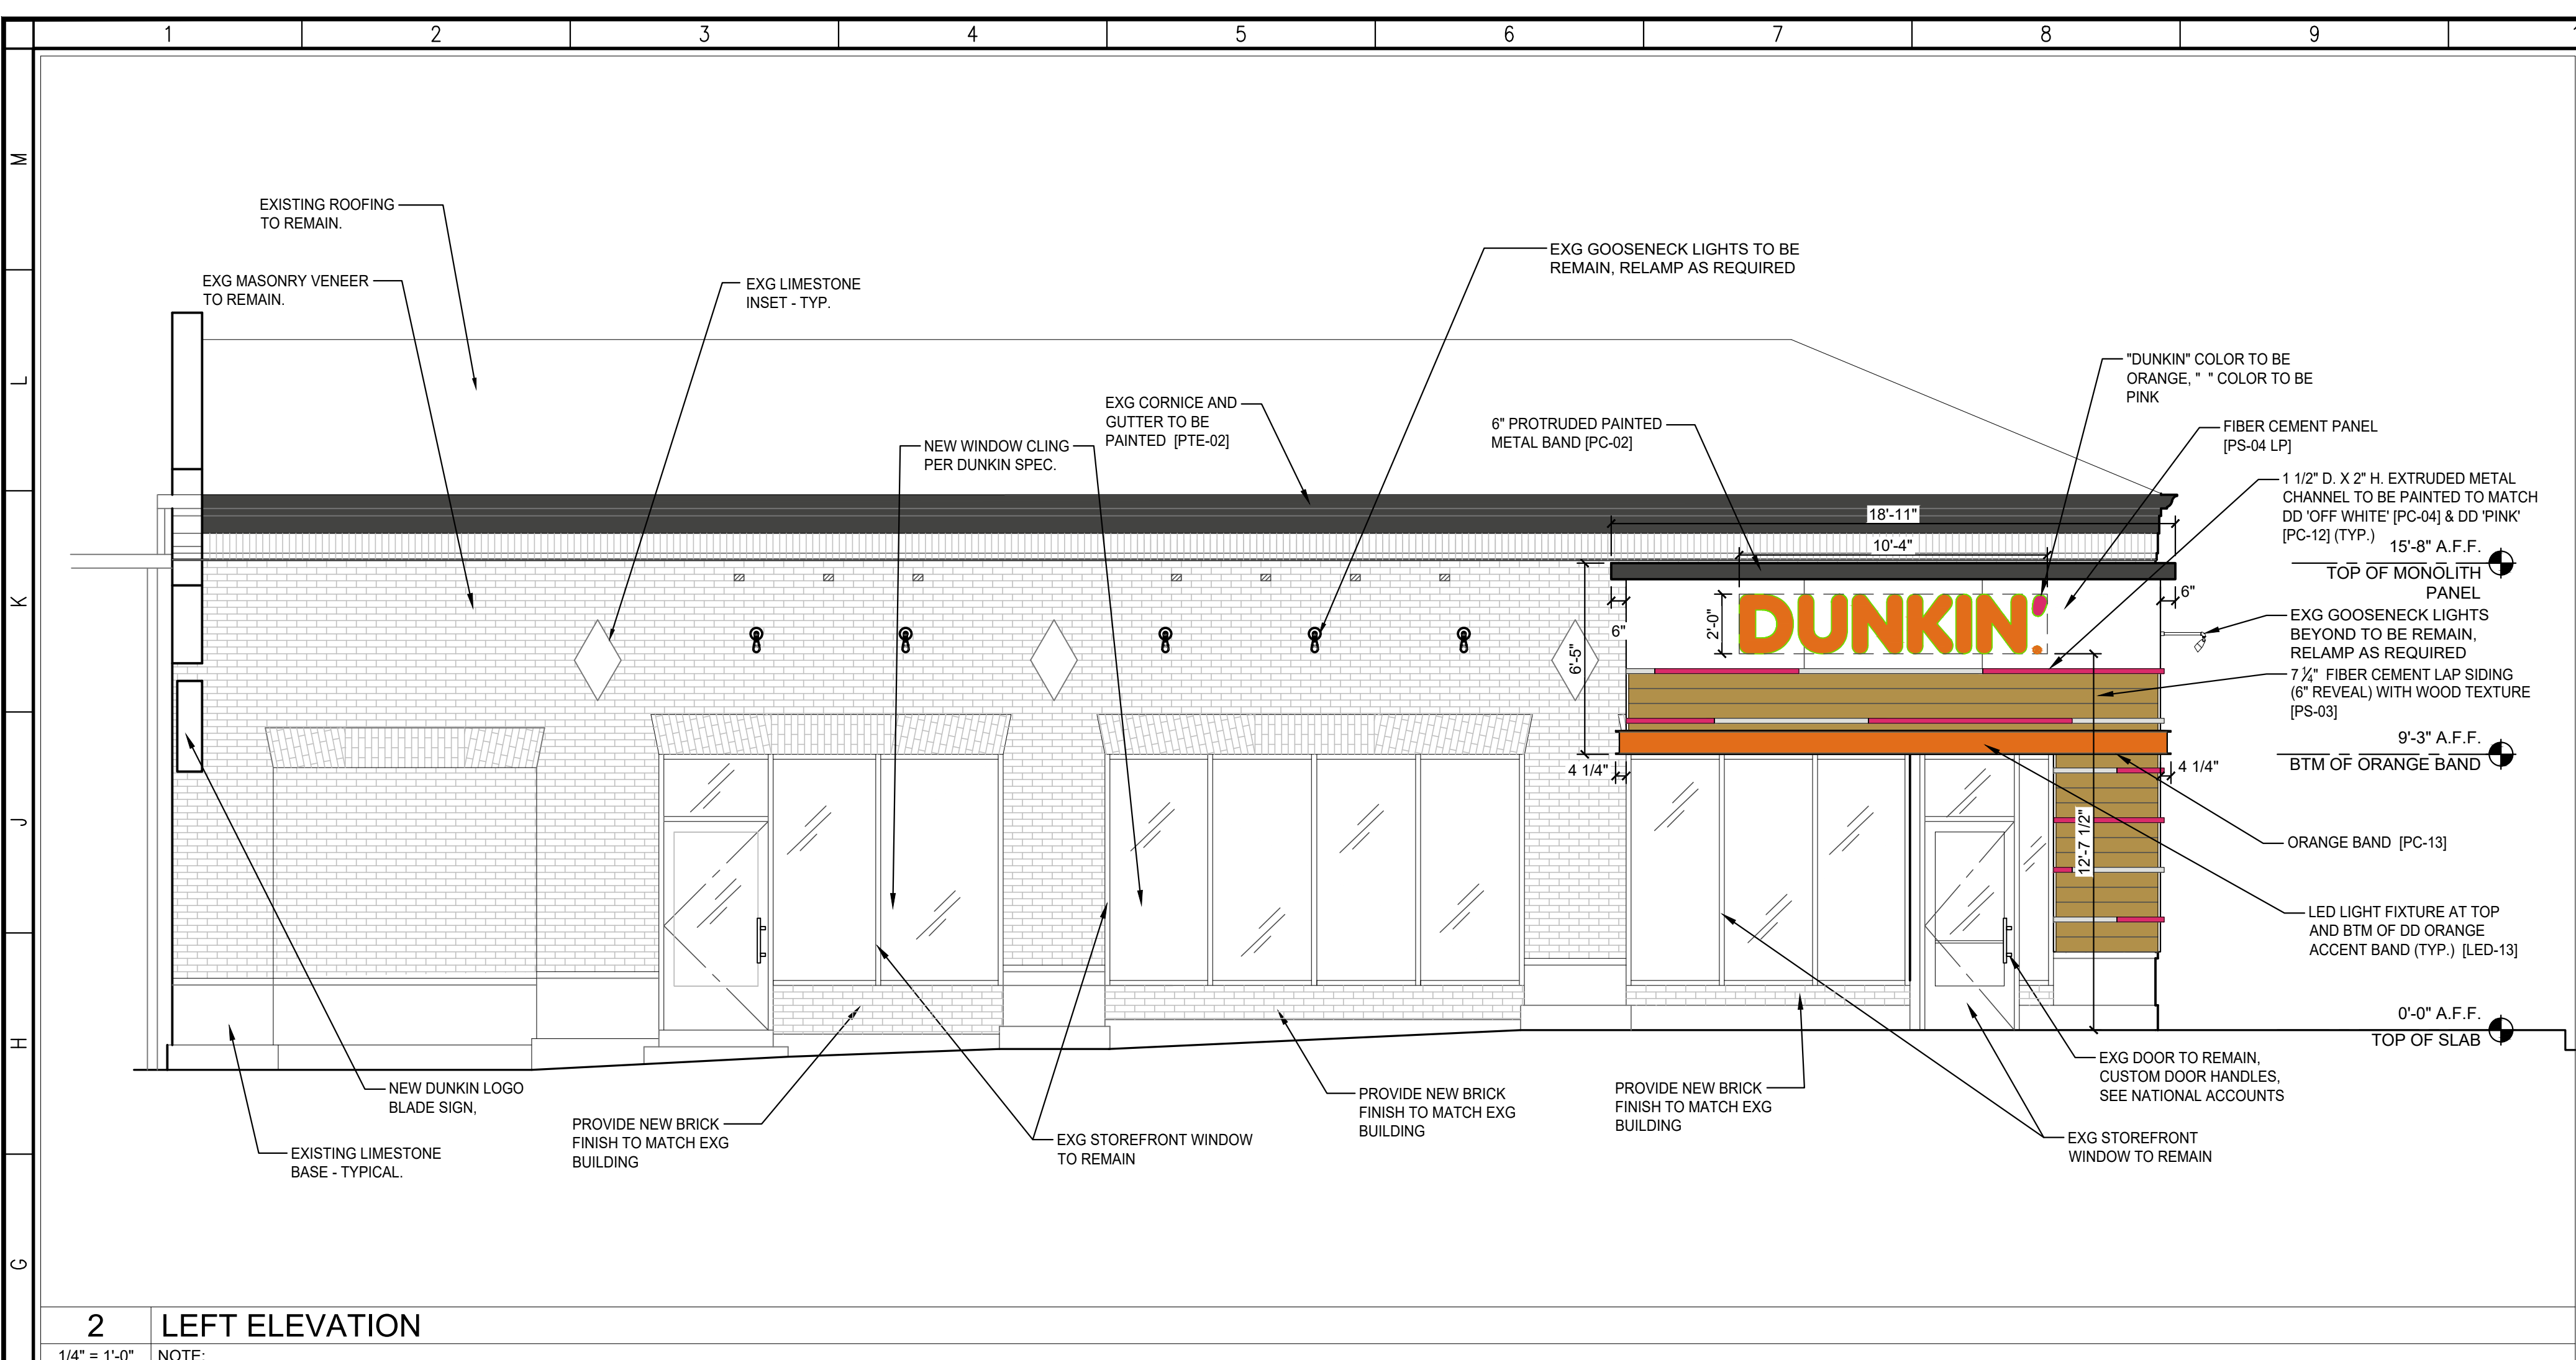 1 2 3 4 5 6 7 8 9
M
L
K
J
H
G
EXISTING ROOFING
TO REMAIN.
EXG MASONRY VENEER
TO REMAIN.
EXG LIMESTONE
INSET - TYP.
NEW WINDOW CLING
PER DUNKIN SPEC.
EXG CORNICE AND
GUTTER TO BE
PAINTED [PTE-02]
EXG GOOSENECK LIGHTS TO BE
REMAIN, RELAMP AS REQUIRED
6" PROTRUDED PAINTED
METAL BAND [PC-02]
"DUNKIN" COLOR TO BE
ORANGE, " " COLOR TO BE
PINK
FIBER CEMENT PANEL
[PS-04 LP]
1 1/2" D. X 2" H. EXTRUDED METAL
CHANNEL TO BE PAINTED TO MATCH
DD 'OFF WHITE' [PC-04] & DD 'PINK'
[PC-12] (TYP.)
15'-8" A.F.F.
TOP OF MONOLITH
PANEL
18'-11"
10'-4"
6"
6"
2'-0"
6'-5"
DUNKIN'
EXG GOOSENECK LIGHTS
BEYOND TO BE REMAIN,
RELAMP AS REQUIRED
7 1/4" FIBER CEMENT LAP SIDING
(6" REVEAL) WITH WOOD TEXTURE
[PS-03]
9'-3" A.F.F.
BTM OF ORANGE BAND
4 1/4"
4 1/4"
12'-7 1/2"
ORANGE BAND [PC-13]
LED LIGHT FIXTURE AT TOP
AND BTM OF DD ORANGE
ACCENT BAND (TYP.) [LED-13]
0'-0" A.F.F.
TOP OF SLAB
EXG DOOR TO REMAIN,
CUSTOM DOOR HANDLES,
SEE NATIONAL ACCOUNTS
EXG STOREFRONT
WINDOW TO REMAIN
PROVIDE NEW BRICK
FINISH TO MATCH EXG
BUILDING
PROVIDE NEW BRICK
FINISH TO MATCH EXG
BUILDING
EXG STOREFRONT WINDOW
TO REMAIN
PROVIDE NEW BRICK
FINISH TO MATCH EXG
BUILDING
NEW DUNKIN LOGO
BLADE SIGN,
EXISTING LIMESTONE
BASE - TYPICAL.
2 LEFT ELEVATION
1/4" = 1'-0" NOTE: